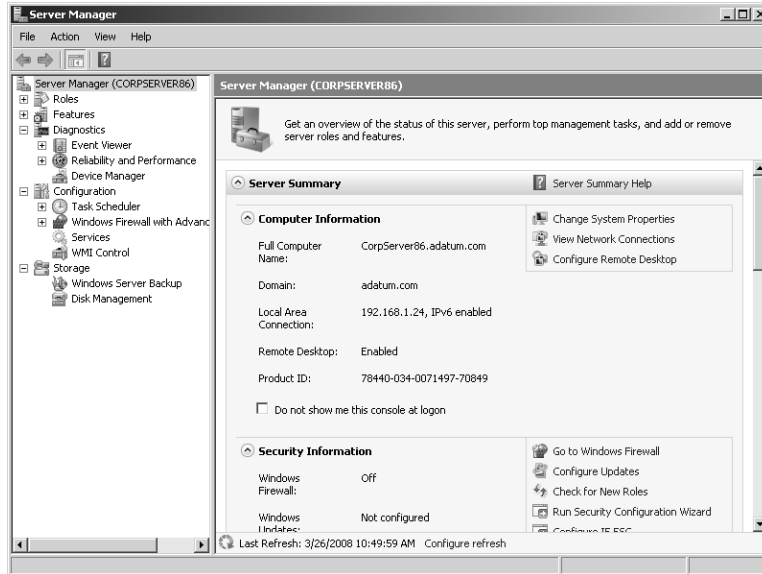 Server Manager
File Action View Help
Server Manager (CORPSERVER86)
Roles
Features
Diagnostics
Event Viewer
Reliability and Performance
Device Manager
Configuration
Task Scheduler
Windows Firewall with Advanc
Services
WMI Control
Storage
Windows Server Backup
Disk Management
Server Manager (CORPSERVER86)
Get an overview of the status of this server, perform top management tasks, and add or remove
server roles and features.
Server Summary
Server Summary Help
Computer Information
Full Computer
Name:
CorpServer86.adatum.com
Domain:
adatum.com
Local Area
Connection:
192.168.1.24, IPv6 enabled
Remote Desktop:
Enabled
Product ID:
78440-034-0071497-70849
Do not show me this console at logon
Change System Properties
View Network Connections
Configure Remote Desktop
Security Information
Windows
Firewall:
Off
Windows
Updates:
Not configured
Go to Windows Firewall
Configure Updates
Check for New Roles
Run Security Configuration Wizard
Configure IE ESC
Last Refresh: 3/26/2008 10:49:59 AM Configure refresh